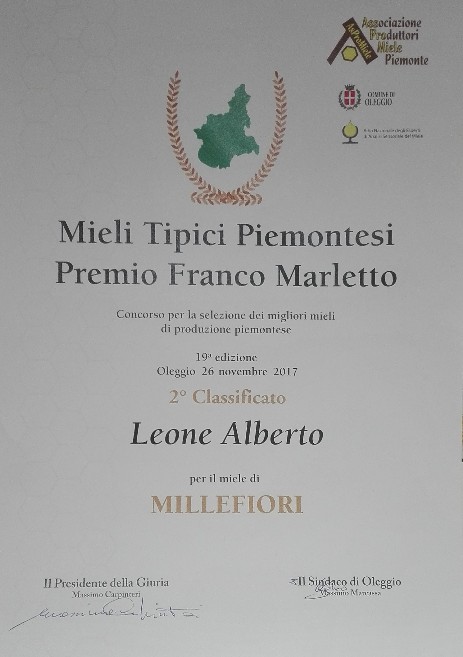 AsProMiele
Associazione
Produttori
Miele
Piemonte
COMUNE DI
OLEGGIO
Mieli Tipici Piemontesi
Premio Franco Marletto
Concorso per la selezione dei migliori mieli
di produzione piemontese
19ª edizione
Oleggio 26 novembre 2017
2° Classificato
Leone Alberto
per il miele di
MILLEFIORI
Il Presidente della Giuria
Massimo Carpinteri
Il Sindaco di Oleggio
Massimo Marcassa